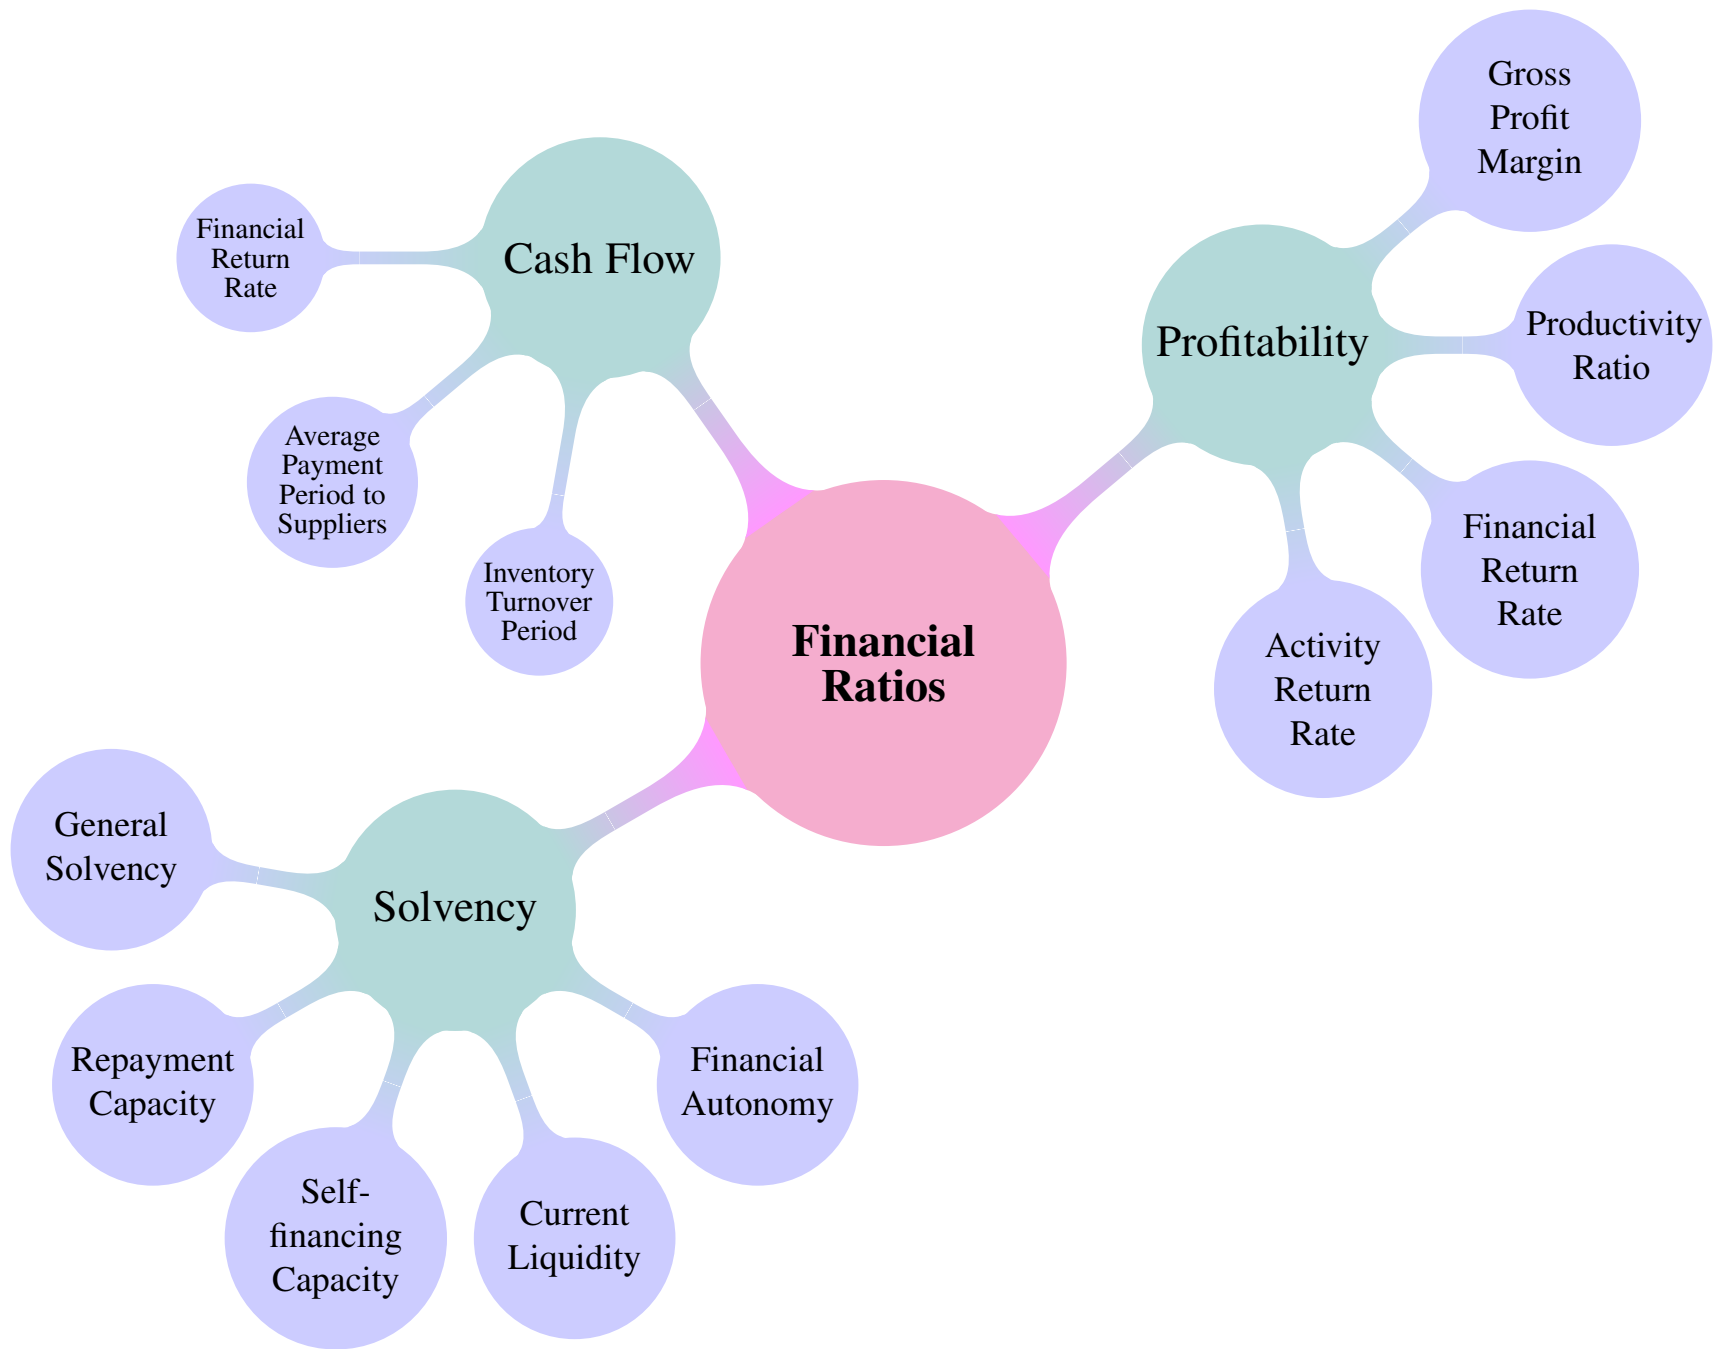 Financial
Ratios
Cash Flow
Financial
Return
Rate
Average
Payment
Period to
Suppliers
Inventory
Turnover
Period
Profitability
Gross
Profit
Margin
Productivity
Ratio
Financial
Return
Rate
Activity
Return
Rate
Solvency
General
Solvency
Repayment
Capacity
Self-
financing
Capacity
Current
Liquidity
Financial
Autonomy